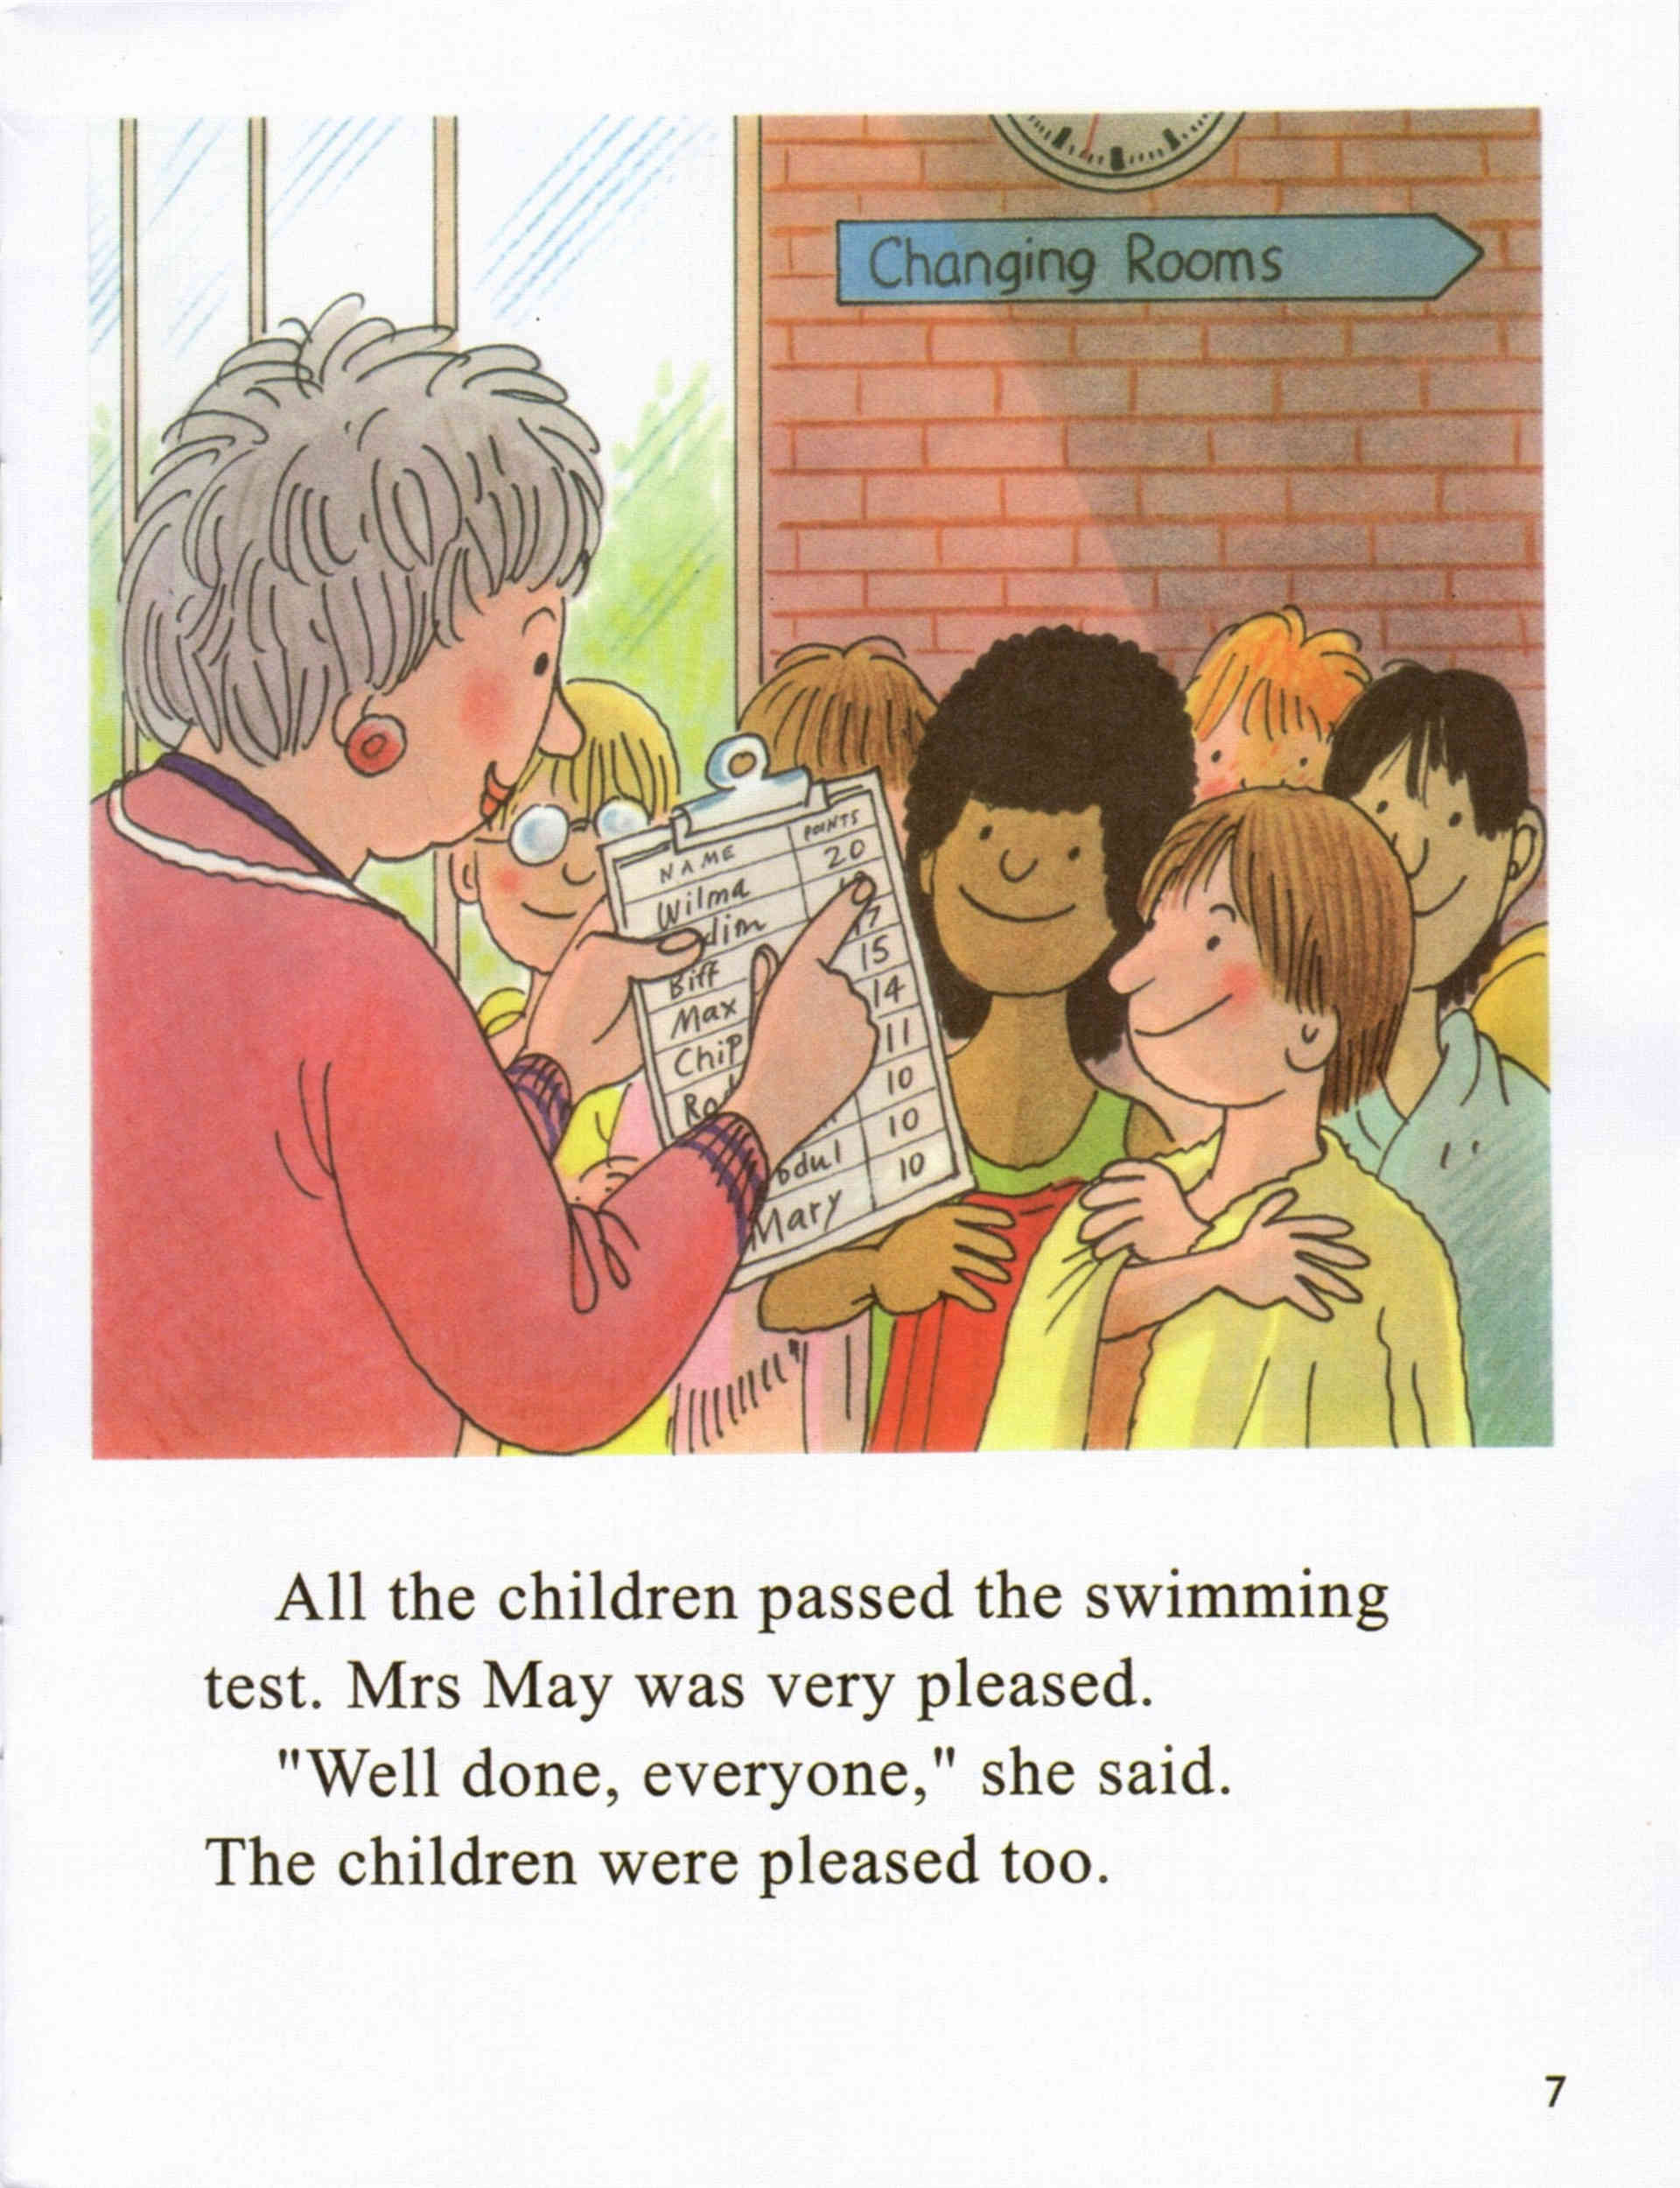 Changing Rooms
NAME POINTS
Wilma 20
Biff 15
Max 14
Chip 11
10
10
Mary 10
All the children passed the swimming
test. Mrs May was very pleased.
"Well done, everyone," she said.
The children were pleased too.
7